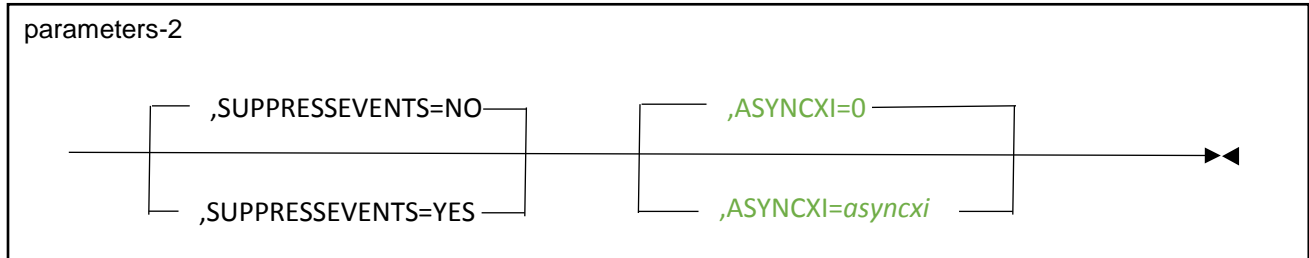 parameters-2
,SUPPRESSEVENTS=NO ,ASYNCXI=0
,SUPPRESSEVENTS=YES ,ASYNCXI=asyncxi